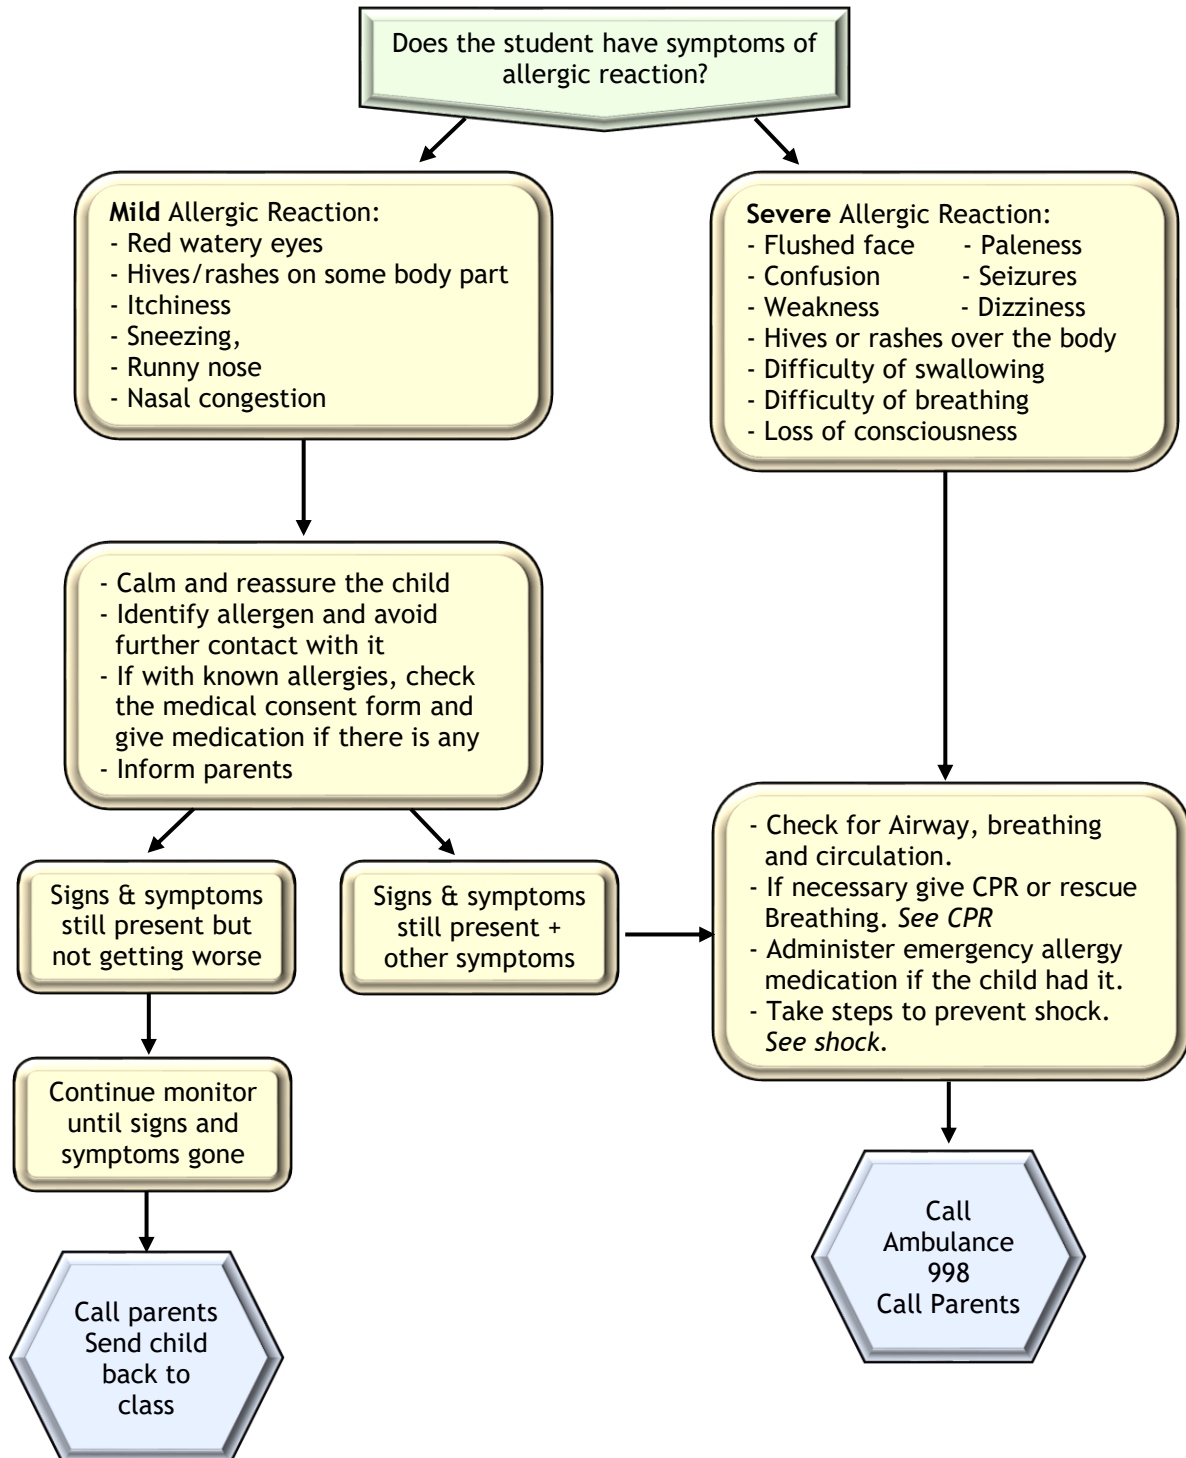 Does the student have symptoms of
allergic reaction?
Mild Allergic Reaction:
- Red watery eyes
- Hives/rashes on some body part
- Itchiness
- Sneezing,
- Runny nose
- Nasal congestion
Severe Allergic Reaction:
- Flushed face - Paleness
- Confusion - Seizures
- Weakness - Dizziness
- Hives or rashes over the body
- Difficulty of swallowing
- Difficulty of breathing
- Loss of consciousness
- Calm and reassure the child
- Identify allergen and avoid
further contact with it
- If with known allergies, check
the medical consent form and
give medication if there is any
- Inform parents
Signs & symptoms
still present but
not getting worse
Signs & symptoms
still present +
other symptoms
- Check for Airway, breathing
and circulation.
- If necessary give CPR or rescue
Breathing. See CPR
- Administer emergency allergy
medication if the child had it.
- Take steps to prevent shock.
See shock.
Continue monitor
until signs and
symptoms gone
Call parents
Send child
back to
class
Call
Ambulance
998
Call Parents